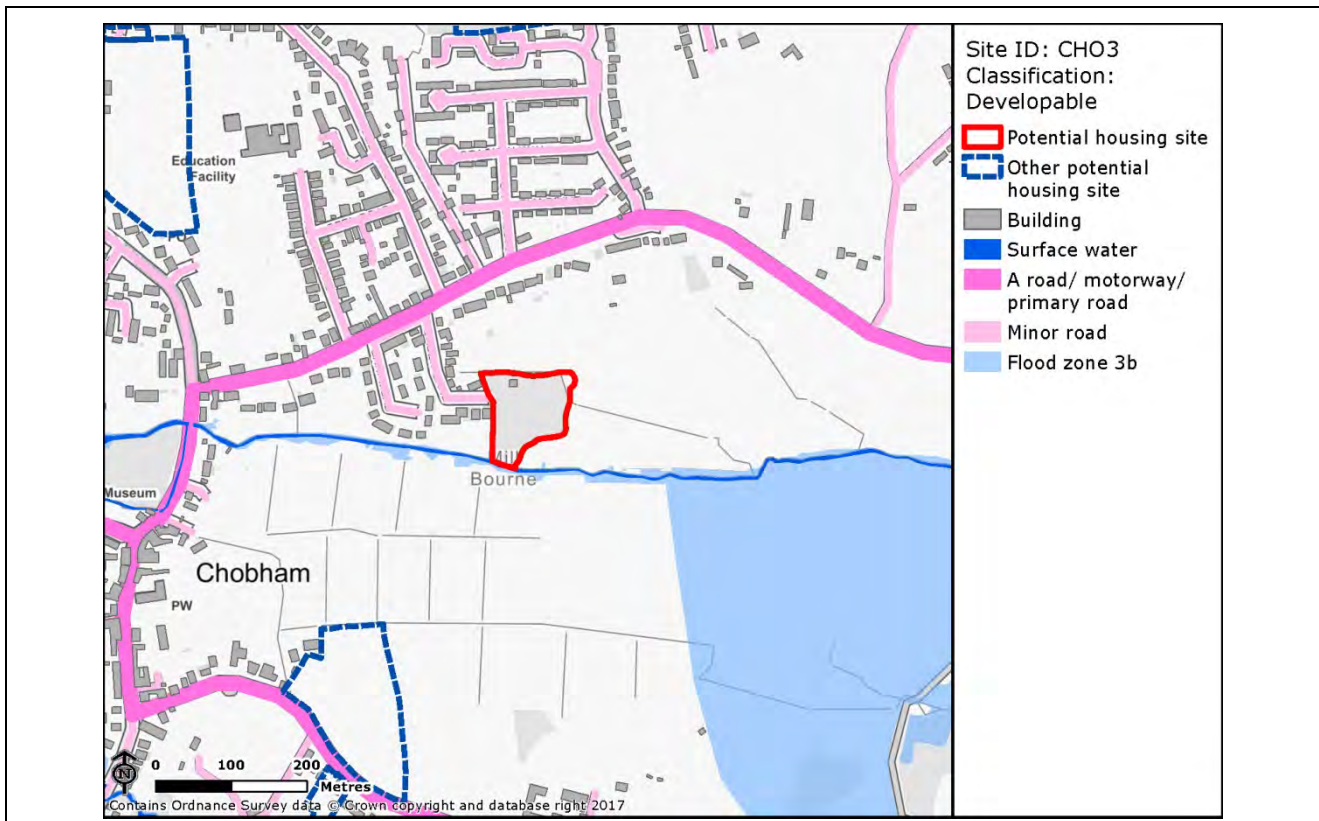 Education
Facility
Mill
Bourne
Museum
Chobham
PW
N
0 100 200
Metres
Contains Ordnance Survey data © Crown copyright and database right 2017
Site ID: CHO3
Classification:
Developable
Potential housing site
Other potential
housing site
Building
Surface water
A road/ motorway/
primary road
Minor road
Flood zone 3b